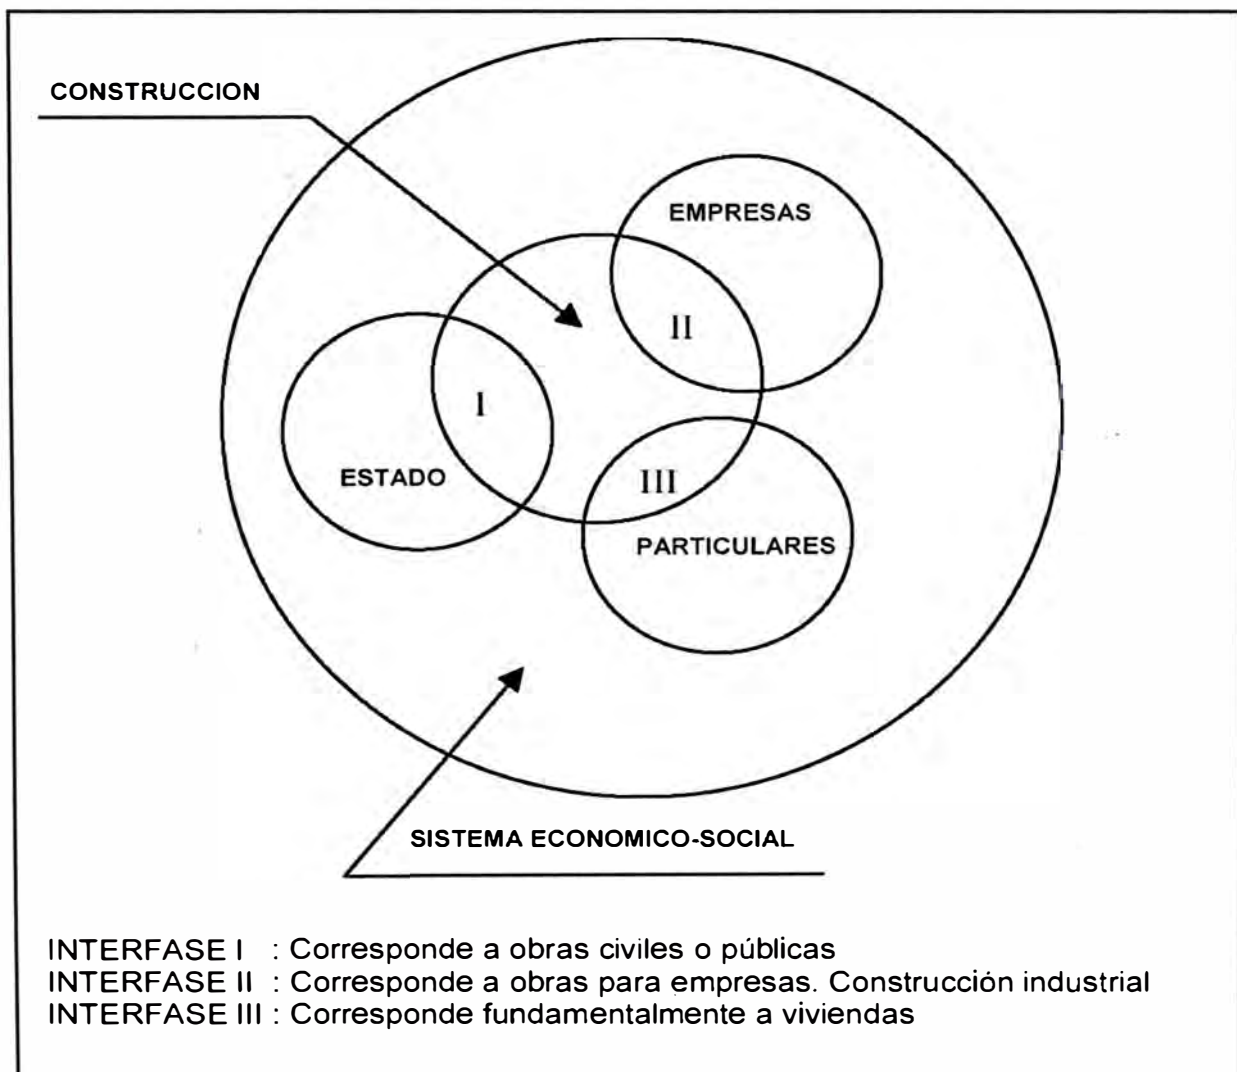 CONSTRUCCION
EMPRESAS
II
I
III
ESTADO
PARTICULARES
SISTEMA ECONOMICO-SOCIAL
INTERFASE I : Corresponde a obras civiles o públicas
INTERFASE II : Corresponde a obras para empresas. Construcción industrial
INTERFASE III : Corresponde fundamentalmente a viviendas